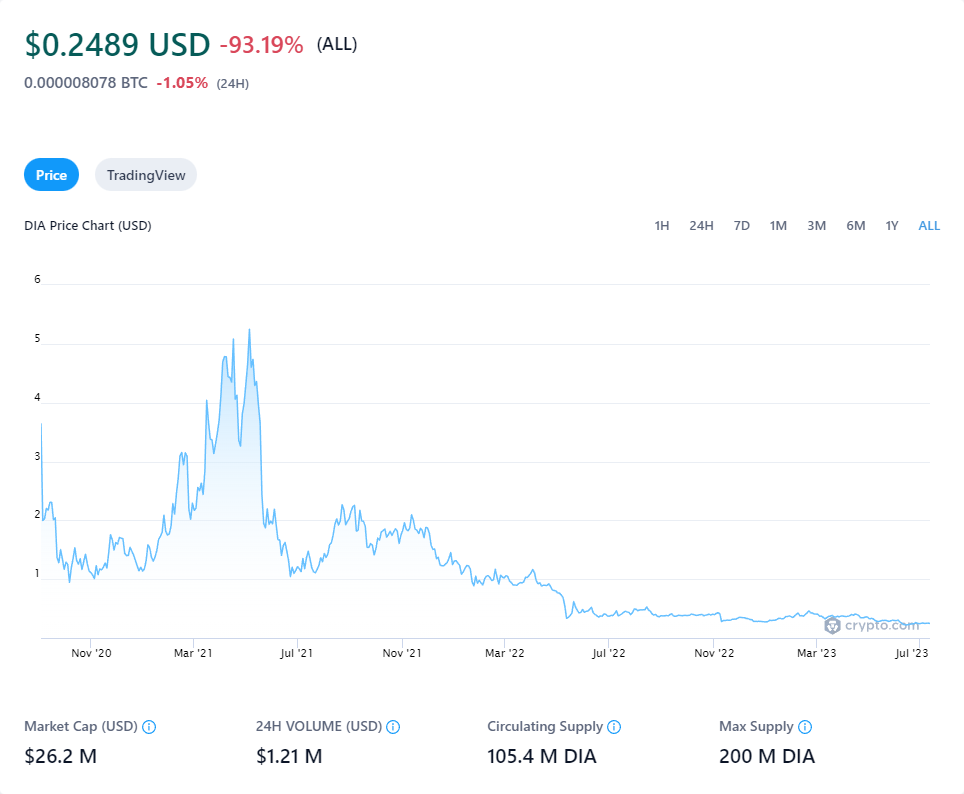 $0.2489 USD -93.19% (ALL)
0.000008078 BTC -1.05% (24H)
Price TradingView
DIA Price Chart (USD) 1H 24H 7D 1M 3M 6M 1Y ALL
6
5
4
3
2
1
crypto.com
Nov '20 Mar '21 Jul '21 Nov '21 Mar '22 Jul '22 Nov '22 Mar '23 Jul '23
Market Cap (USD) 24H VOLUME (USD) Circulating Supply Max Supply
$26.2 M $1.21 M 105.4 M DIA 200 M DIA